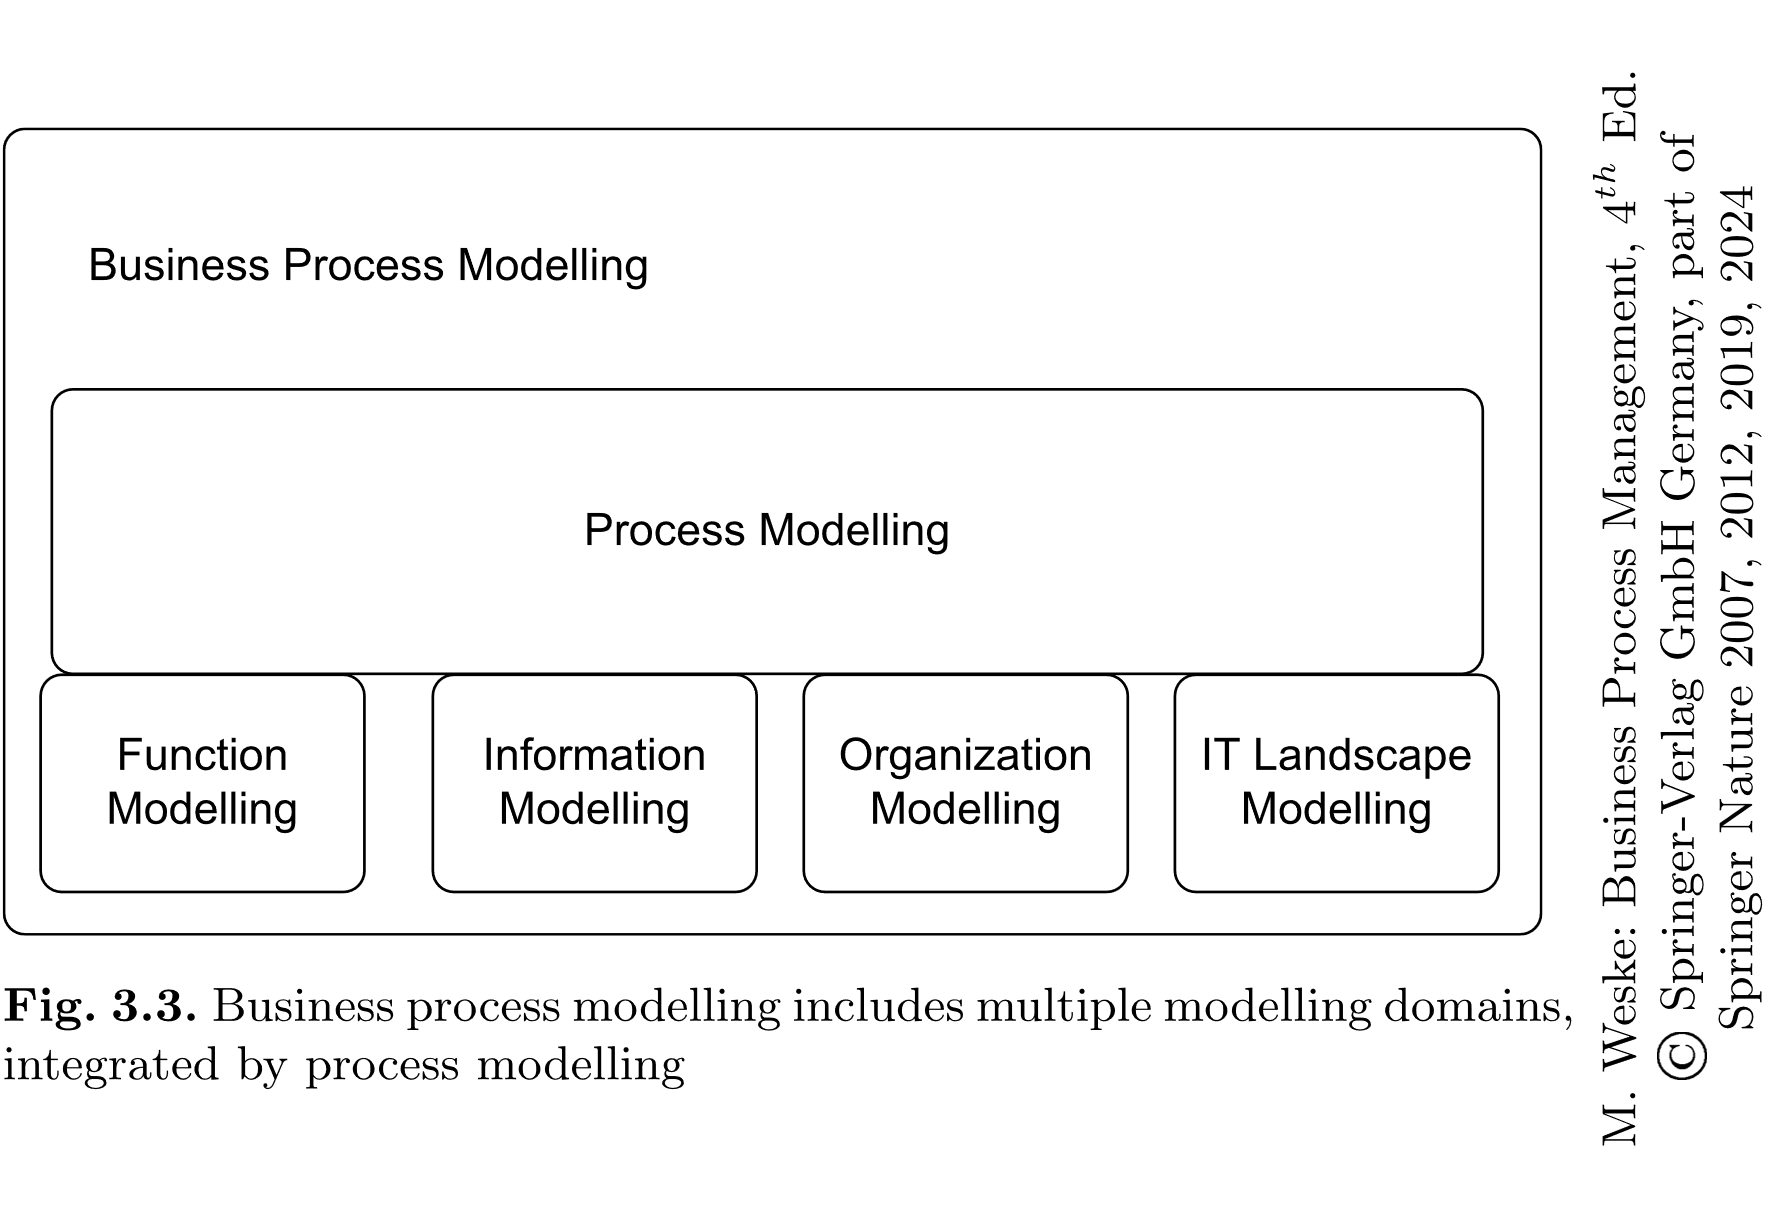 Business Process Modelling
Process Modelling
Function
Modelling
Information
Modelling
Organization
Modelling
IT Landscape
Modelling
Fig. 3.3. Business process modelling includes multiple modelling domains,
integrated by process modelling
M. Weske: Business Process Management, 4th Ed.
© Springer-Verlag GmbH Germany, part of
Springer Nature 2007, 2012, 2019, 2024